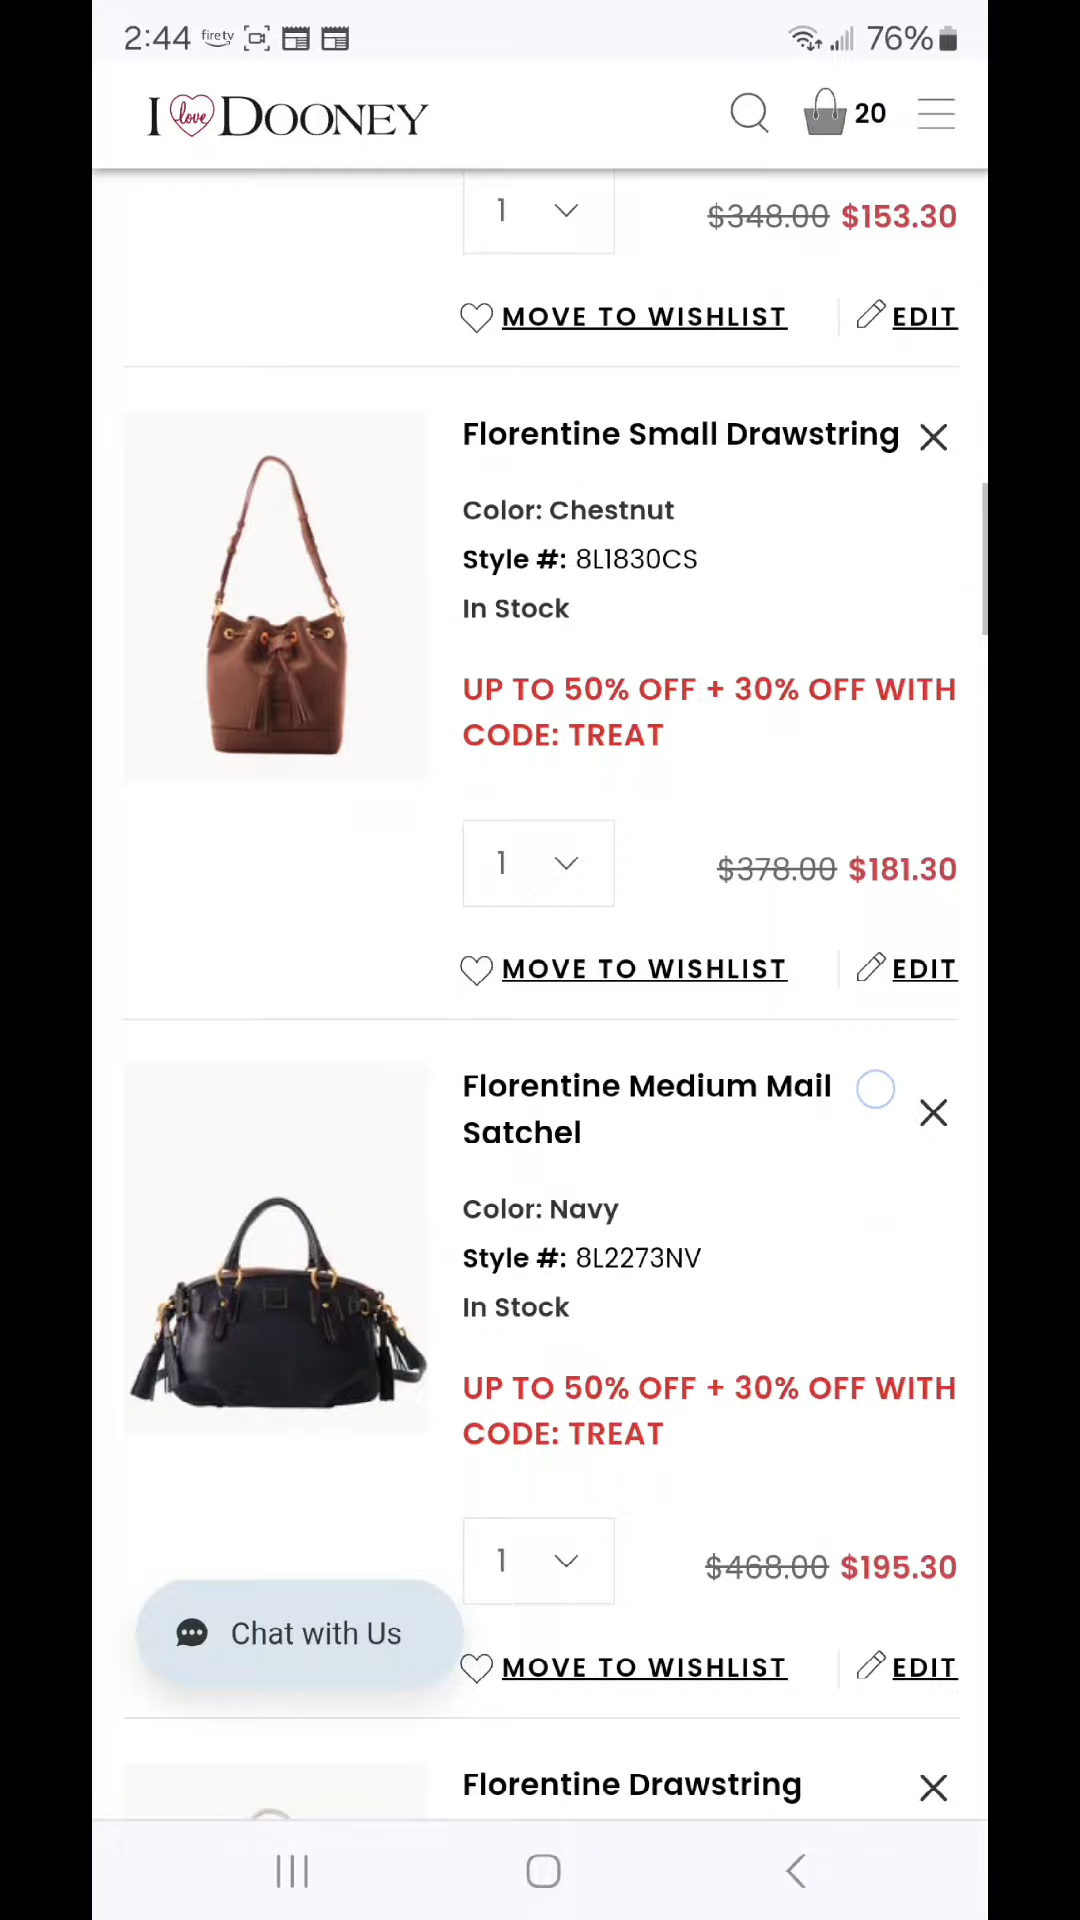 2:44 firety 76%
I love DOONEY 20
1 $348.00 $153.30
MOVE TO WISHLIST EDIT
Florentine Small Drawstring
Color: Chestnut
Style #: 8L1830CS
In Stock
UP TO 50% OFF + 30% OFF WITH
CODE: TREAT
1 $378.00 $181.30
MOVE TO WISHLIST EDIT
Florentine Medium Mail
Satchel
Color: Navy
Style #: 8L2273NV
In Stock
UP TO 50% OFF + 30% OFF WITH
CODE: TREAT
1 $468.00 $195.30
Chat with Us
MOVE TO WISHLIST EDIT
Florentine Drawstring